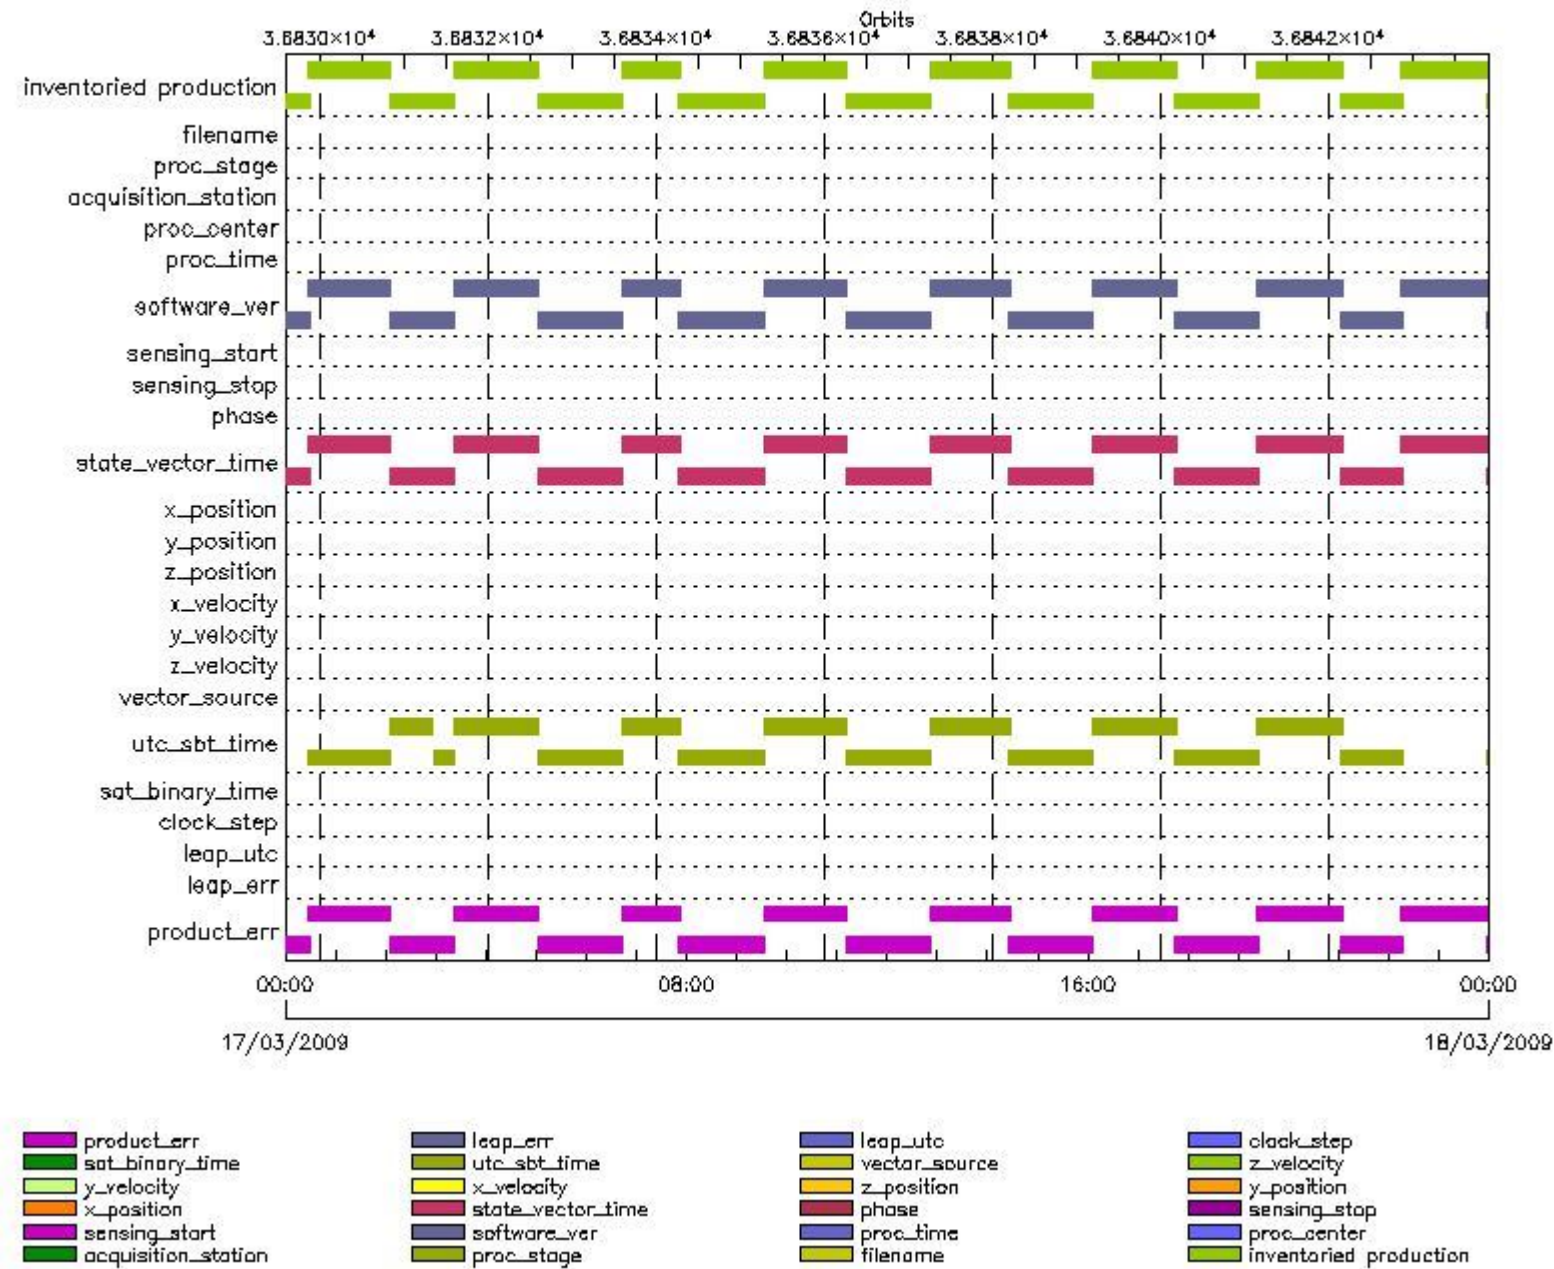 Orbits
3.6830×10⁴ 3.6832×10⁴ 3.6834×10⁴ 3.6836×10⁴ 3.6838×10⁴ 3.6840×10⁴ 3.6842×10⁴
inventoried production
filename
proc_stage
acquisition_station
proc_center
proc_time
software_ver
sensing_start
sensing_stop
phase
state_vector_time
x_position
y_position
z_position
x_velocity
y_velocity
z_velocity
vector_source
utc_sbt_time
sat_binary_time
clock_step
leap_utc
leap_err
product_err
00:00 08:00 16:00 00:00
17/03/2009 18/03/2009
product_err leap_err leap_utc clock_step
sat_binary_time utc_sbt_time vector_source z_velocity
y_velocity x_velocity z_position y_position
x_position state_vector_time phase sensing_stop
sensing_start software_ver proc_time proc_center
acquisition_station proc_stage filename inventoried production